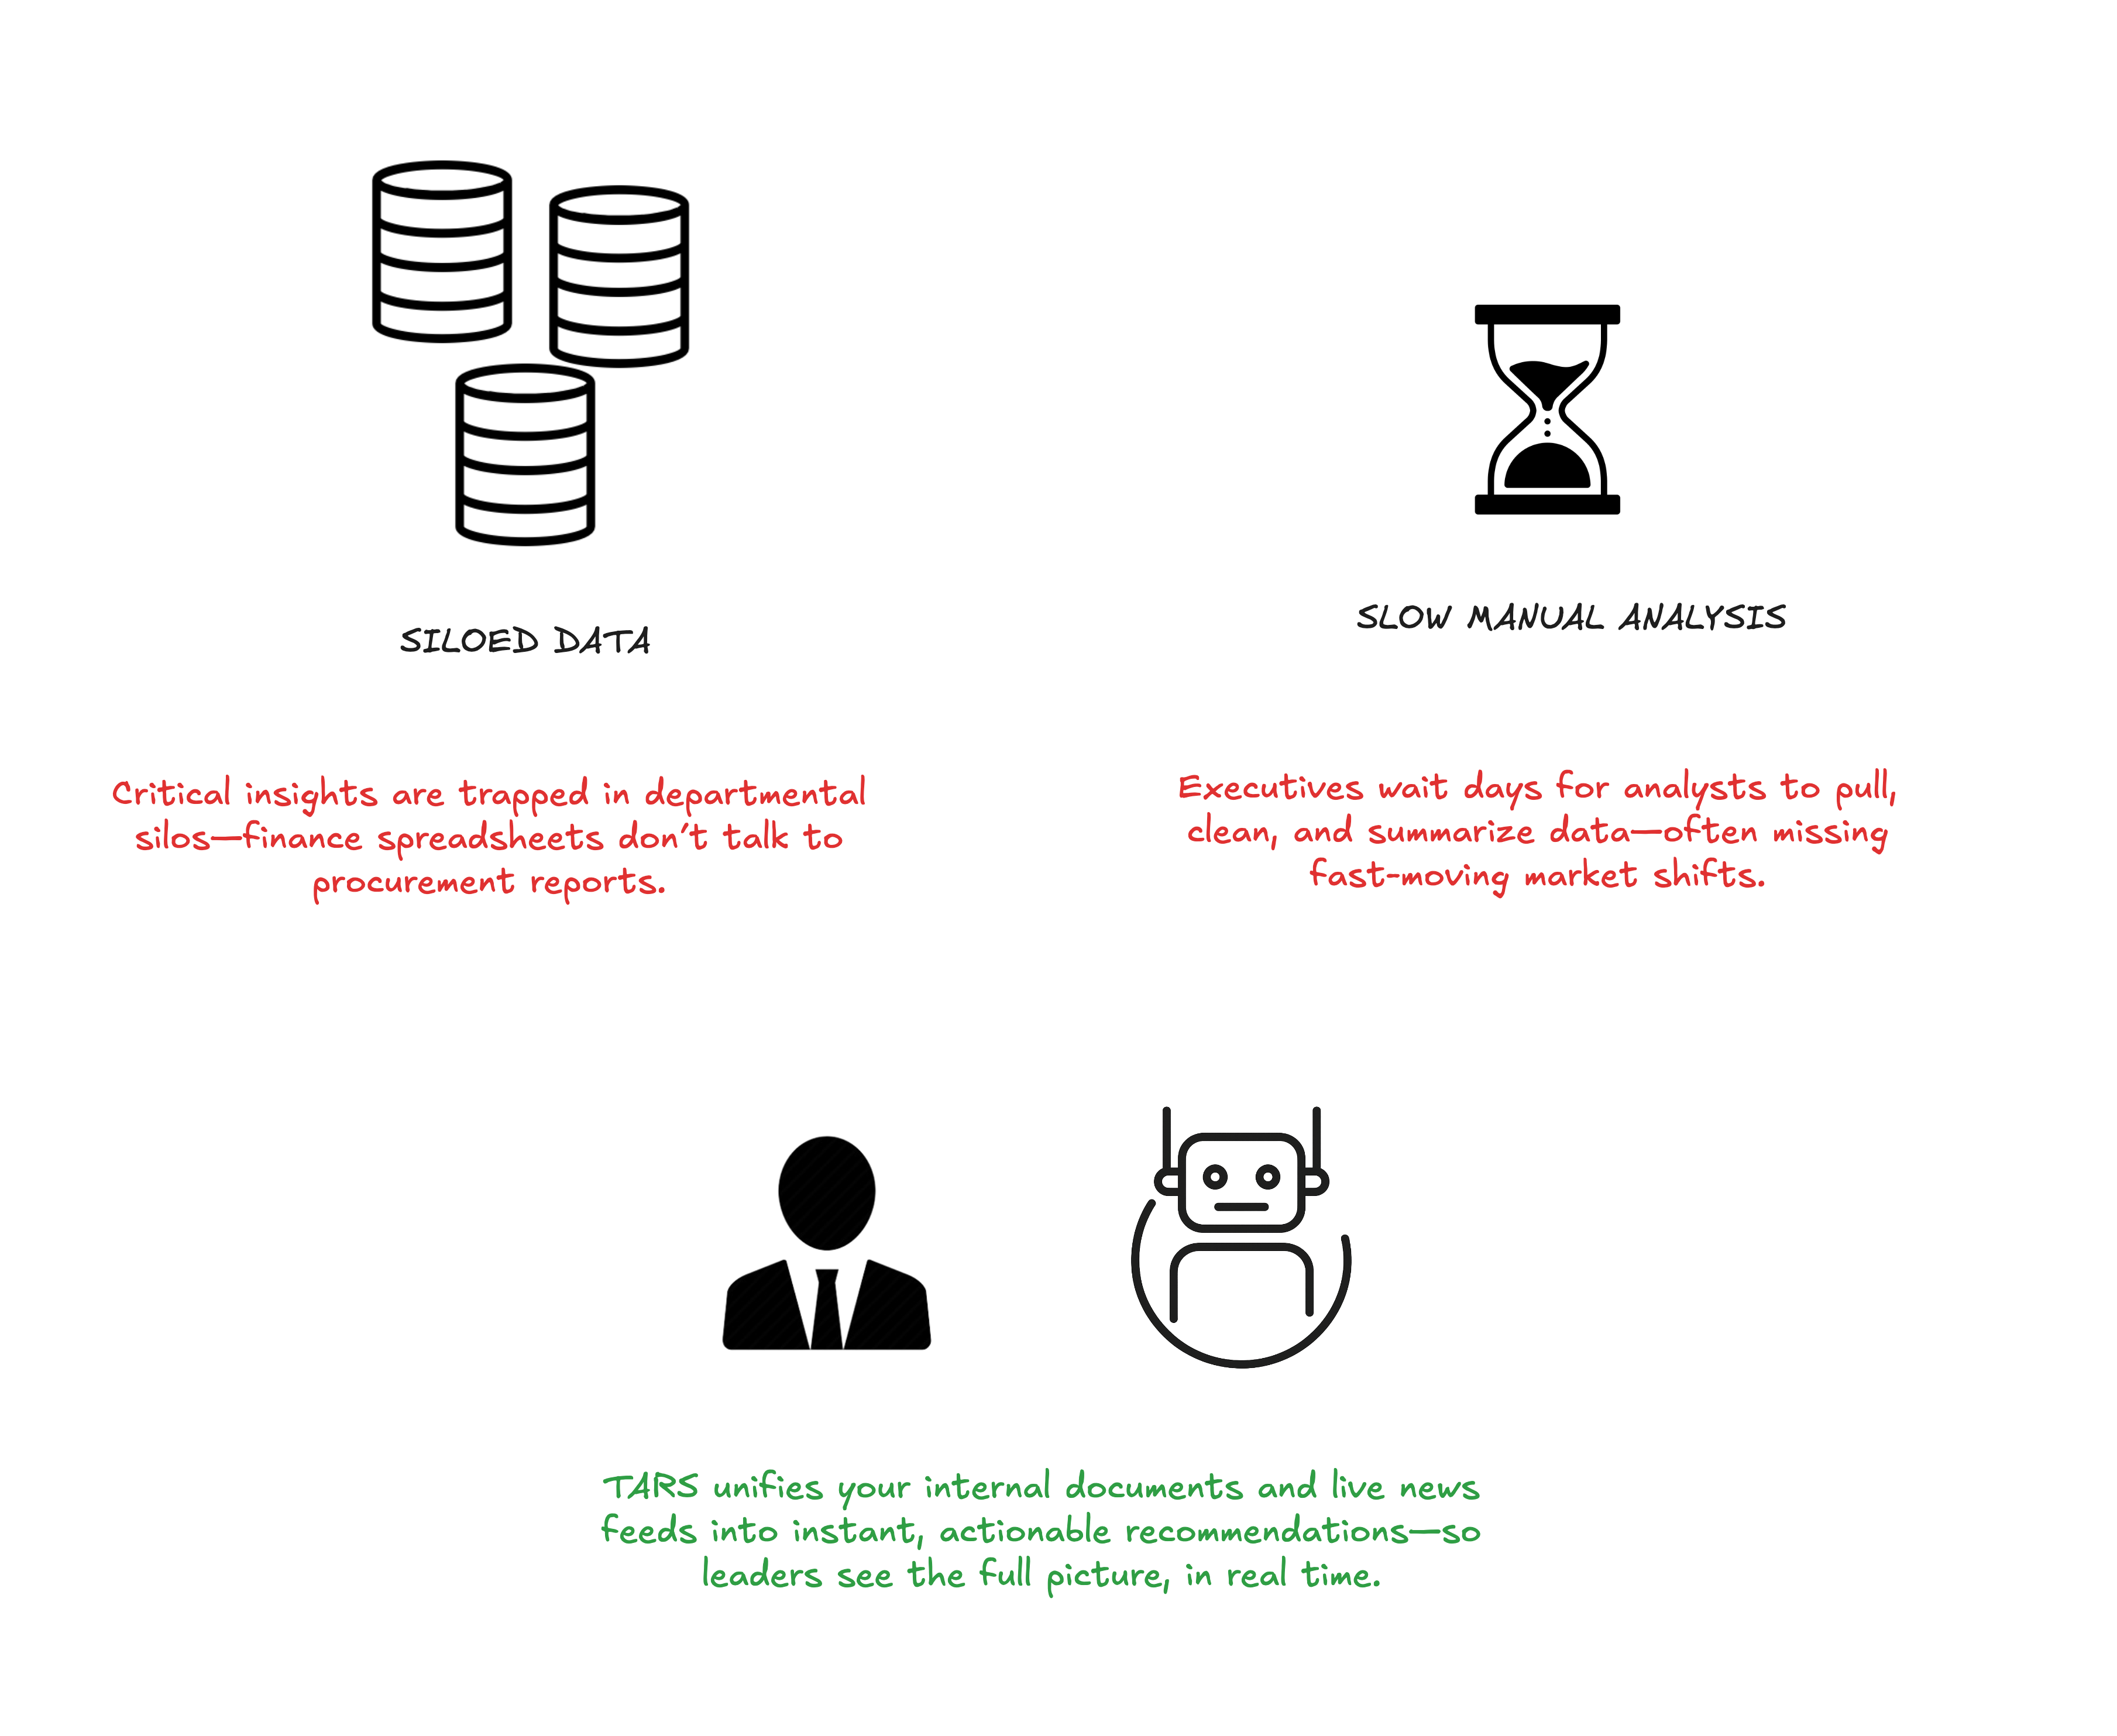 SILOED DATA
SLOW MANUAL ANALYSIS
Critical insights are trapped in departmental
silos—finance spreadsheets don't talk to
procurement reports.
Executives wait days for analysts to pull,
clean, and summarize data—often missing
fast-moving market shifts.
TARS unifies your internal documents and live news
feeds into instant, actionable recommendations—so
leaders see the full picture, in real time.